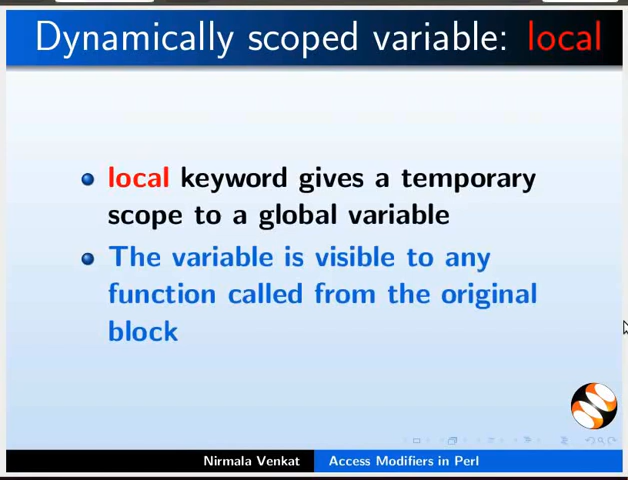 Dynamically scoped variable: local
local keyword gives a temporary
scope to a global variable
The variable is visible to any
function called from the original
block
Nirmala Venkat
Access Modifiers in Perl